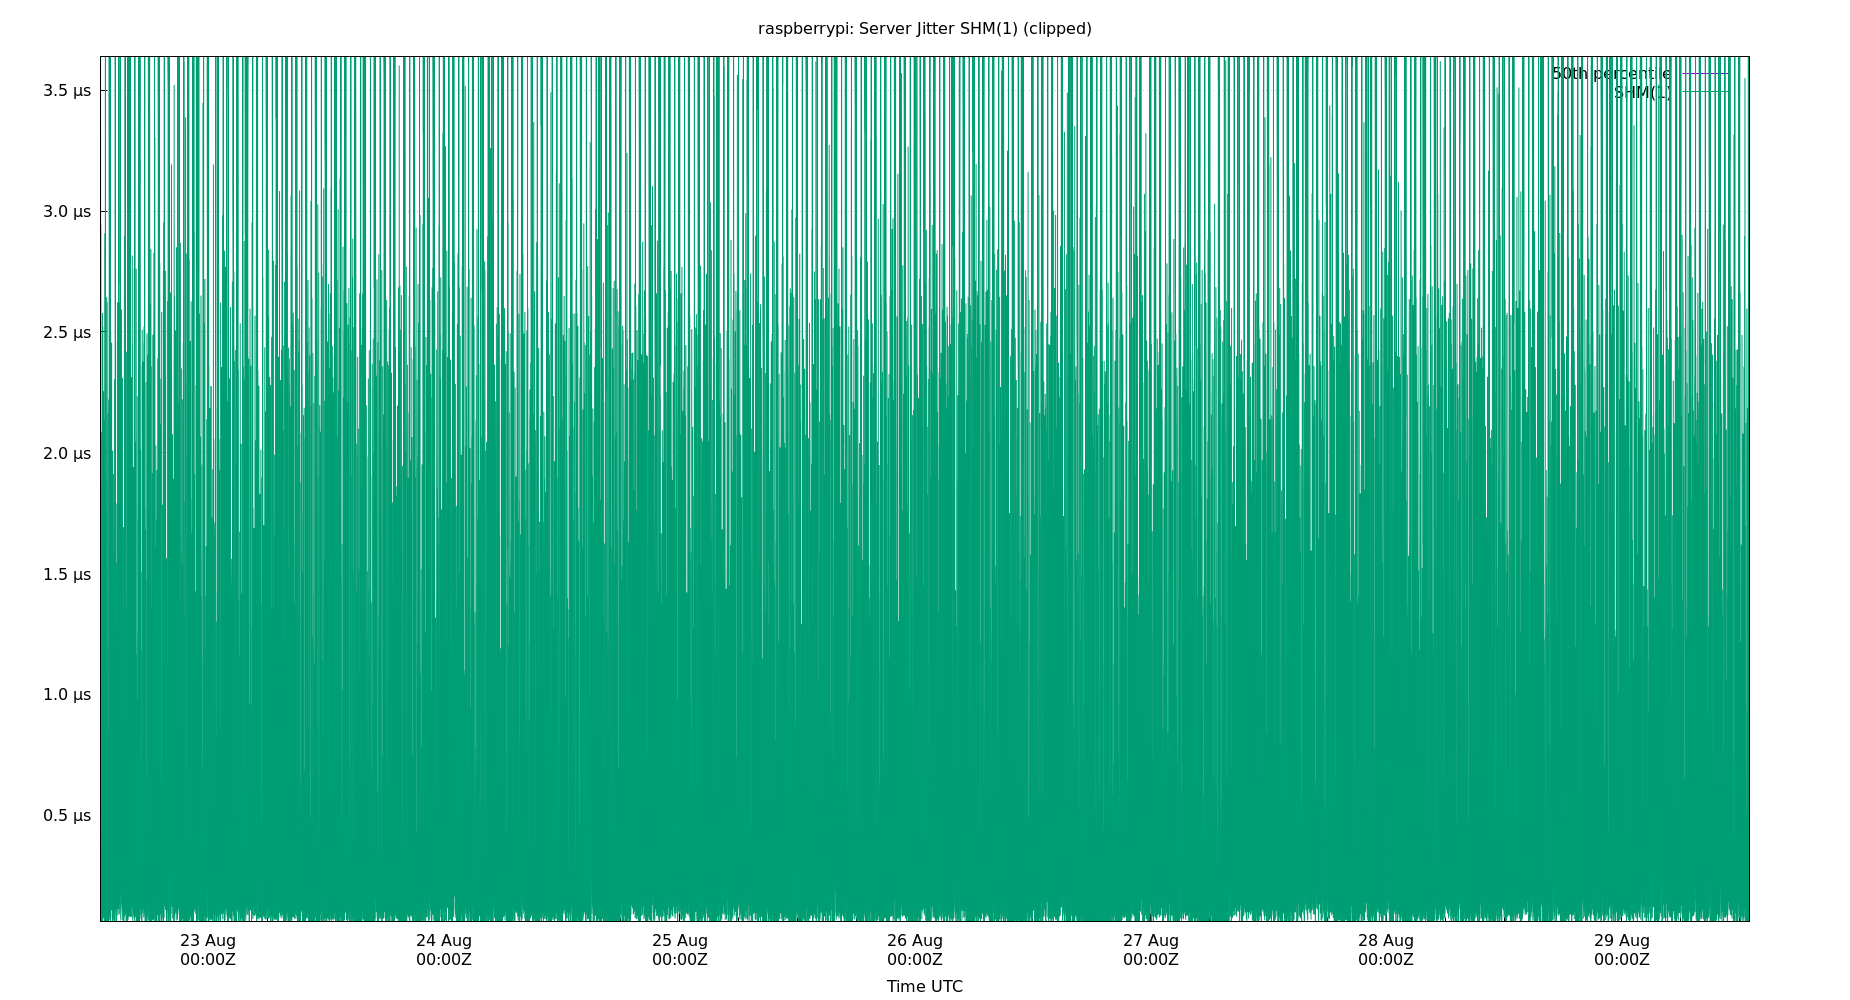 raspberrypi: Server Jitter SHM(1) (clipped)
50th percentile
SHM(1)
3.5 µs
3.0 µs
2.5 µs
2.0 µs
1.5 µs
1.0 µs
0.5 µs
23 Aug 24 Aug 25 Aug 26 Aug 27 Aug 28 Aug 29 Aug
00:00Z 00:00Z 00:00Z 00:00Z 00:00Z 00:00Z 00:00Z
Time UTC